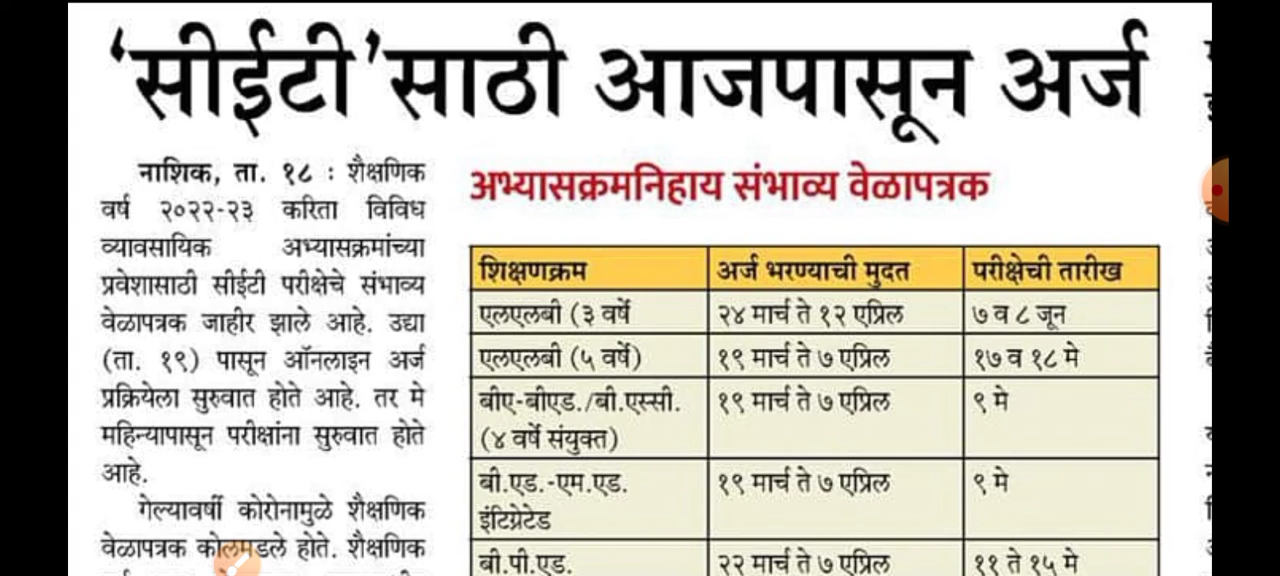 ‘सीईटी’साठी आजपासून अर्ज
नाशिक, ता. १८ : शैक्षणिक
वर्ष २०२२-२३ करिता विविध
व्यावसायिक अभ्यासक्रमांच्या
प्रवेशासाठी सीईटी परीक्षेचे संभाव्य
वेळापत्रक जाहीर झाले आहे. उद्या
(ता. १९) पासून ऑनलाइन अर्ज
प्रक्रियेला सुरुवात होते आहे. तर मे
महिन्यापासून परीक्षांना सुरुवात होते
आहे.
गेल्यावर्षी कोरोनामुळे शैक्षणिक
वेळापत्रक कोलमडले होते. शैक्षणिक
अभ्यासक्रमनिहाय संभाव्य वेळापत्रक
शिक्षणक्रम अर्ज भरण्याची मुदत परीक्षेची तारीख
एलएलबी (३ वर्षे २४ मार्च ते १२ एप्रिल ७ व ८ जून
एलएलबी (५ वर्षे) १९ मार्च ते ७ एप्रिल १७ व १८ मे
बीए-बीएड./बी.एस्सी. १९ मार्च ते ७ एप्रिल ९ मे
(४ वर्षे संयुक्त)
बी.एड.-एम.एड. १९ मार्च ते ७ एप्रिल ९ मे
इंटिग्रेटेड
बी.पी.एड. २२ मार्च ते ७ एप्रिल ११ ते १५ मे